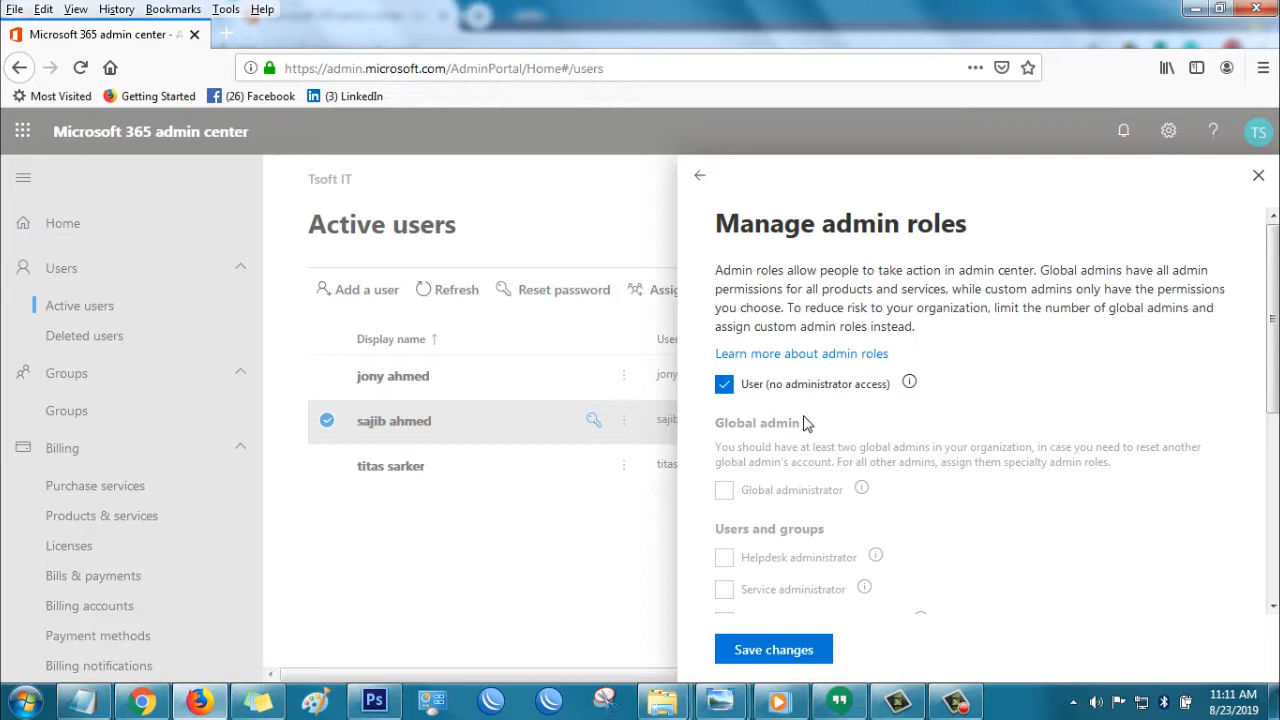 File Edit View History Bookmarks Tools Help
Microsoft 365 admin center - A
https://admin.microsoft.com/AdminPortal/Home#/users
Most Visited Getting Started (26) Facebook (3) LinkedIn
Microsoft 365 admin center
TS
Home
Users
Active users
Deleted users
Groups
Groups
Billing
Purchase services
Products & services
Licenses
Bills & payments
Billing accounts
Payment methods
Billing notifications
Tsoft IT
Active users
Add a user Refresh Reset password Assig
Display name ↑ User
jony ahmed jony
sajib ahmed sajib
titas sarker titas
Manage admin roles
Admin roles allow people to take action in admin center. Global admins have all admin
permissions for all products and services, while custom admins only have the permissions
you choose. To reduce risk to your organization, limit the number of global admins and
assign custom admin roles instead.
Learn more about admin roles
User (no administrator access)
Global admin
You should have at least two global admins in your organization, in case you need to reset another
global admin's account. For all other admins, assign them specialty admin roles.
Global administrator
Users and groups
Helpdesk administrator
Service administrator
Save changes
Ps
11:11 AM
8/23/2019